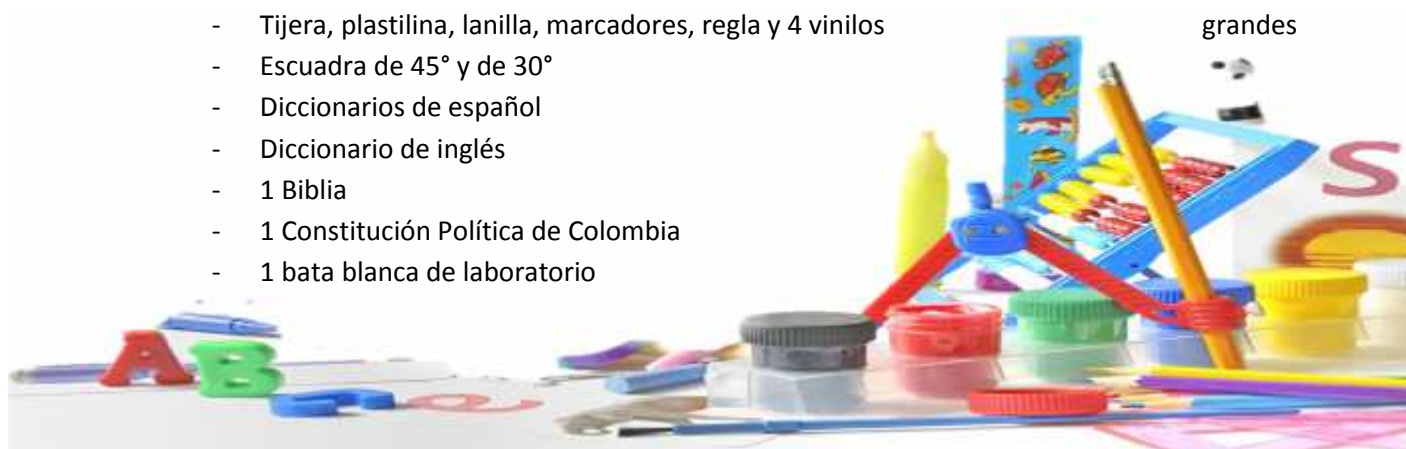 - Tijera, plastilina, lanilla, marcadores, regla y 4 vinilos grandes
- Escuadra de 45° y de 30°
- Diccionarios de español
- Diccionario de inglés
- 1 Biblia
- 1 Constitución Política de Colombia
- 1 bata blanca de laboratorio
S
A B